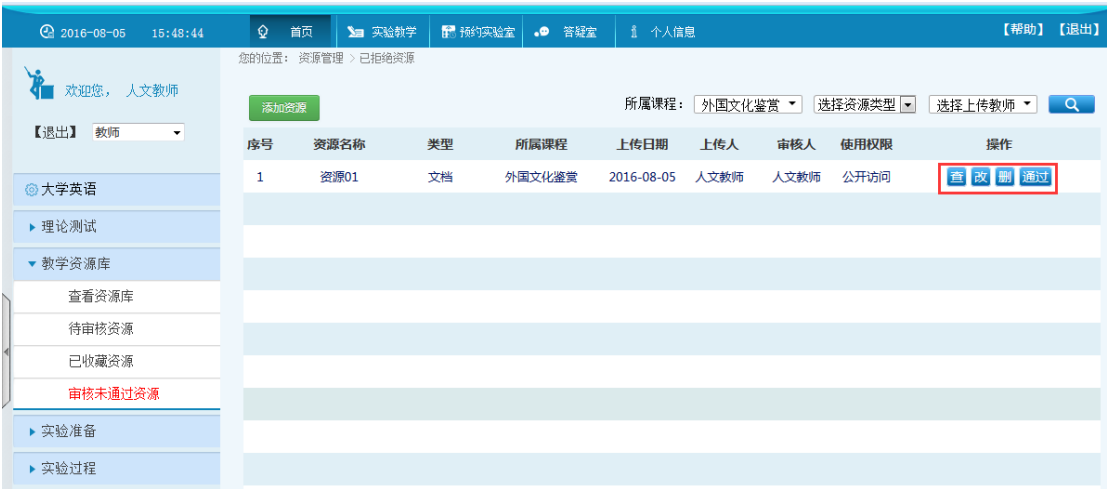 2016-08-05 15:48:44 首页 实验教学 预约实验室 答疑室 个人信息 【帮助】【退出】
您的位置： 资源管理 > 已拒绝资源
欢迎您， 人文教师
【退出】 教师
添加资源 所属课程： 外国文化鉴赏 选择资源类型 选择上传教师
序号 资源名称 类型 所属课程 上传日期 上传人 审核人 使用权限 操作
1 资源01 文档 外国文化鉴赏 2016-08-05 人文教师 人文教师 公开访问 查 改 删 通过
大学英语
理论测试
教学资源库
查看资源库
待审核资源
已收藏资源
审核未通过资源
实验准备
实验过程